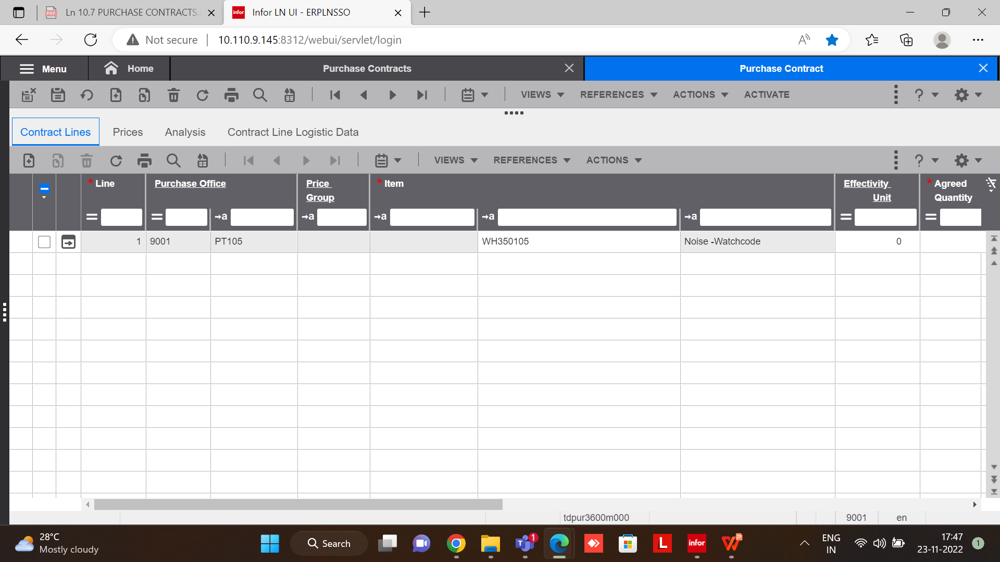 Ln 10.7 PURCHASE CONTRACTS.
infor Infor LN UI - ERPLNSSO
Not secure 10.110.9.145:8312/webui/servlet/login
Menu Home Purchase Contracts Purchase Contract
VIEWS REFERENCES ACTIONS ACTIVATE ?
Contract Lines Prices Analysis Contract Line Logistic Data
VIEWS REFERENCES ACTIONS ?
* Line Purchase Office Price Group * Item Effectivity Unit * Agreed Quantity
= = →a →a →a →a →a = =
1 9001 PT105 WH350105 Noise -Watchcode 0
tdpur3600m000 9001 en
28°C
Mostly cloudy
Search
1
L
infor
ENG
IN
17:47
23-11-2022
1